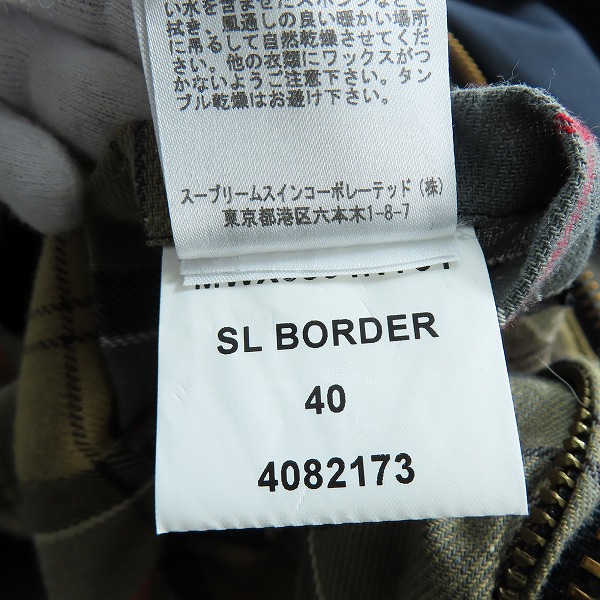 い水を含ませたスポンジなどで
拭き、風通しの良い暖かい場所
に吊るして自然乾燥させてくだ
さい。他の衣類にワックスがつ
かないようご注意下さい。タン
ブル乾燥はお避け下さい。
スープリームスインコーポレーテッド(株)
東京都港区六本木1-8-7
SL BORDER
40
4082173